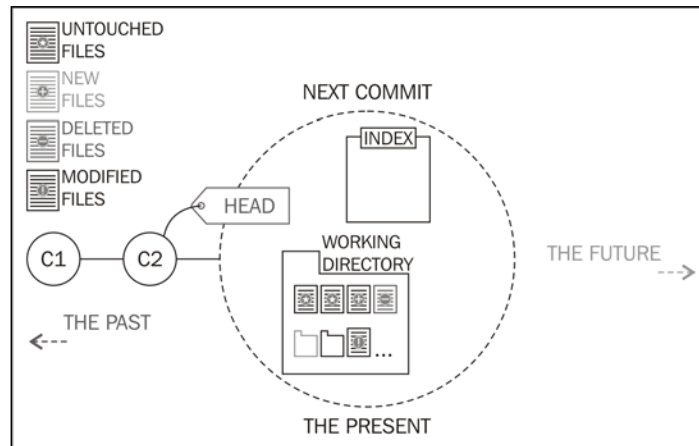 UNTOUCHED
FILES
NEW
FILES
DELETED
FILES
MODIFIED
FILES
NEXT COMMIT
INDEX
HEAD
C1
C2
WORKING
DIRECTORY
...
THE FUTURE
THE PAST
THE PRESENT